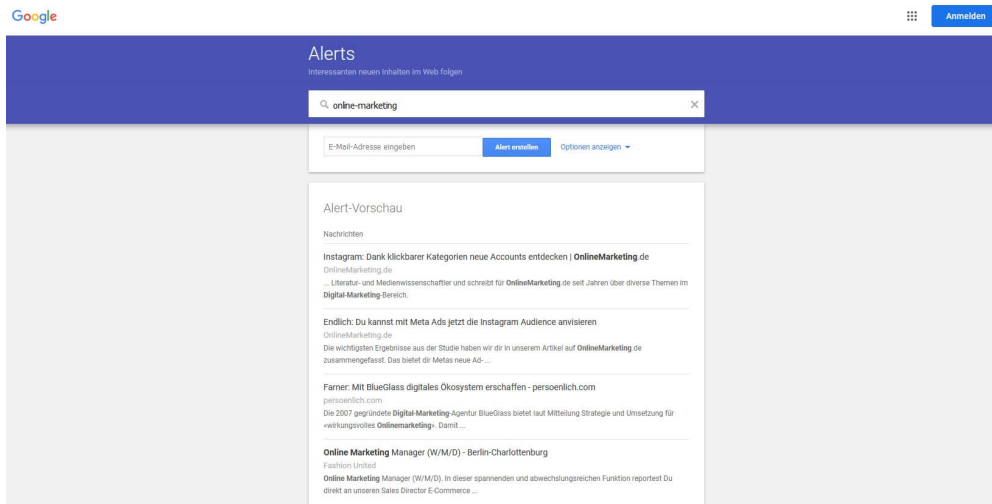 Google
Anmelden
Alerts
Interessanten neuen Inhalten im Web folgen
online-marketing
E-Mail-Adresse eingeben
Alert erstellen
Optionen anzeigen
Alert-Vorschau
Nachrichten
Instagram: Dank klickbarer Kategorien neue Accounts entdecken | OnlineMarketing.de
OnlineMarketing.de
... Literatur- und Medienwissenschaftler und schreibt für OnlineMarketing.de seit Jahren über diverse Themen im
Digital-Marketing-Bereich.
Endlich: Du kannst mit Meta Ads jetzt die Instagram Audience anvisieren
OnlineMarketing.de
Die wichtigsten Ergebnisse aus der Studie haben wir dir in unserem Artikel auf OnlineMarketing.de
zusammengefasst. Das bietet dir Metas neue Ad- ...
Farner: Mit BlueGlass digitales Ökosystem erschaffen - persoenlich.com
persoenlich.com
Die 2007 gegründete Digital-Marketing-Agentur BlueGlass bietet laut Mitteilung Strategie und Umsetzung für
«wirkungsvolles Onlinemarketing». Damit ...
Online Marketing Manager (W/M/D) - Berlin-Charlottenburg
Fashion United
Online Marketing Manager (W/M/D). In dieser spannenden und abwechslungsreichen Funktion reportest Du
direkt an unseren Sales Director E-Commerce ...